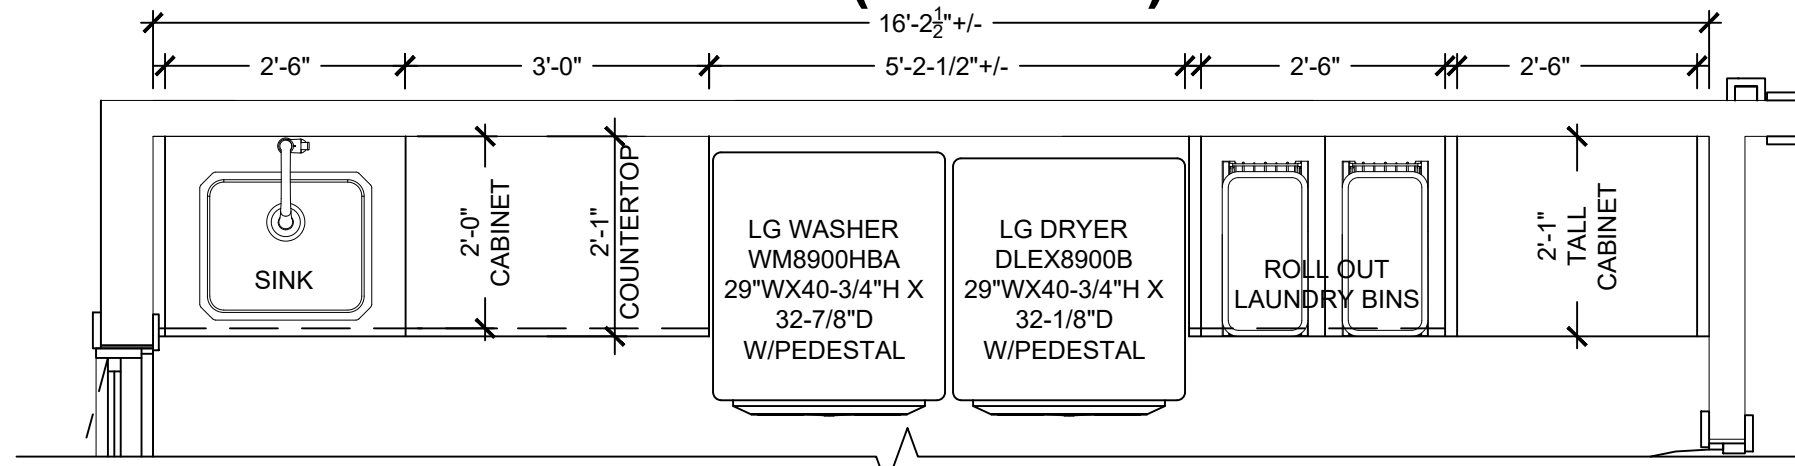 16'-2 1/2"+/-
2'-6"
3'-0"
5'-2-1/2"+/-
2'-6"
2'-6"
SINK
2'-0"
CABINET
2'-1"
COUNTERTOP
LG WASHER
WM8900HBA
29"WX40-3/4"H X
32-7/8"D
W/PEDESTAL
LG DRYER
DLEX8900B
29"WX40-3/4"H X
32-1/8"D
W/PEDESTAL
ROLL OUT
LAUNDRY BINS
2'-1"
TALL
CABINET